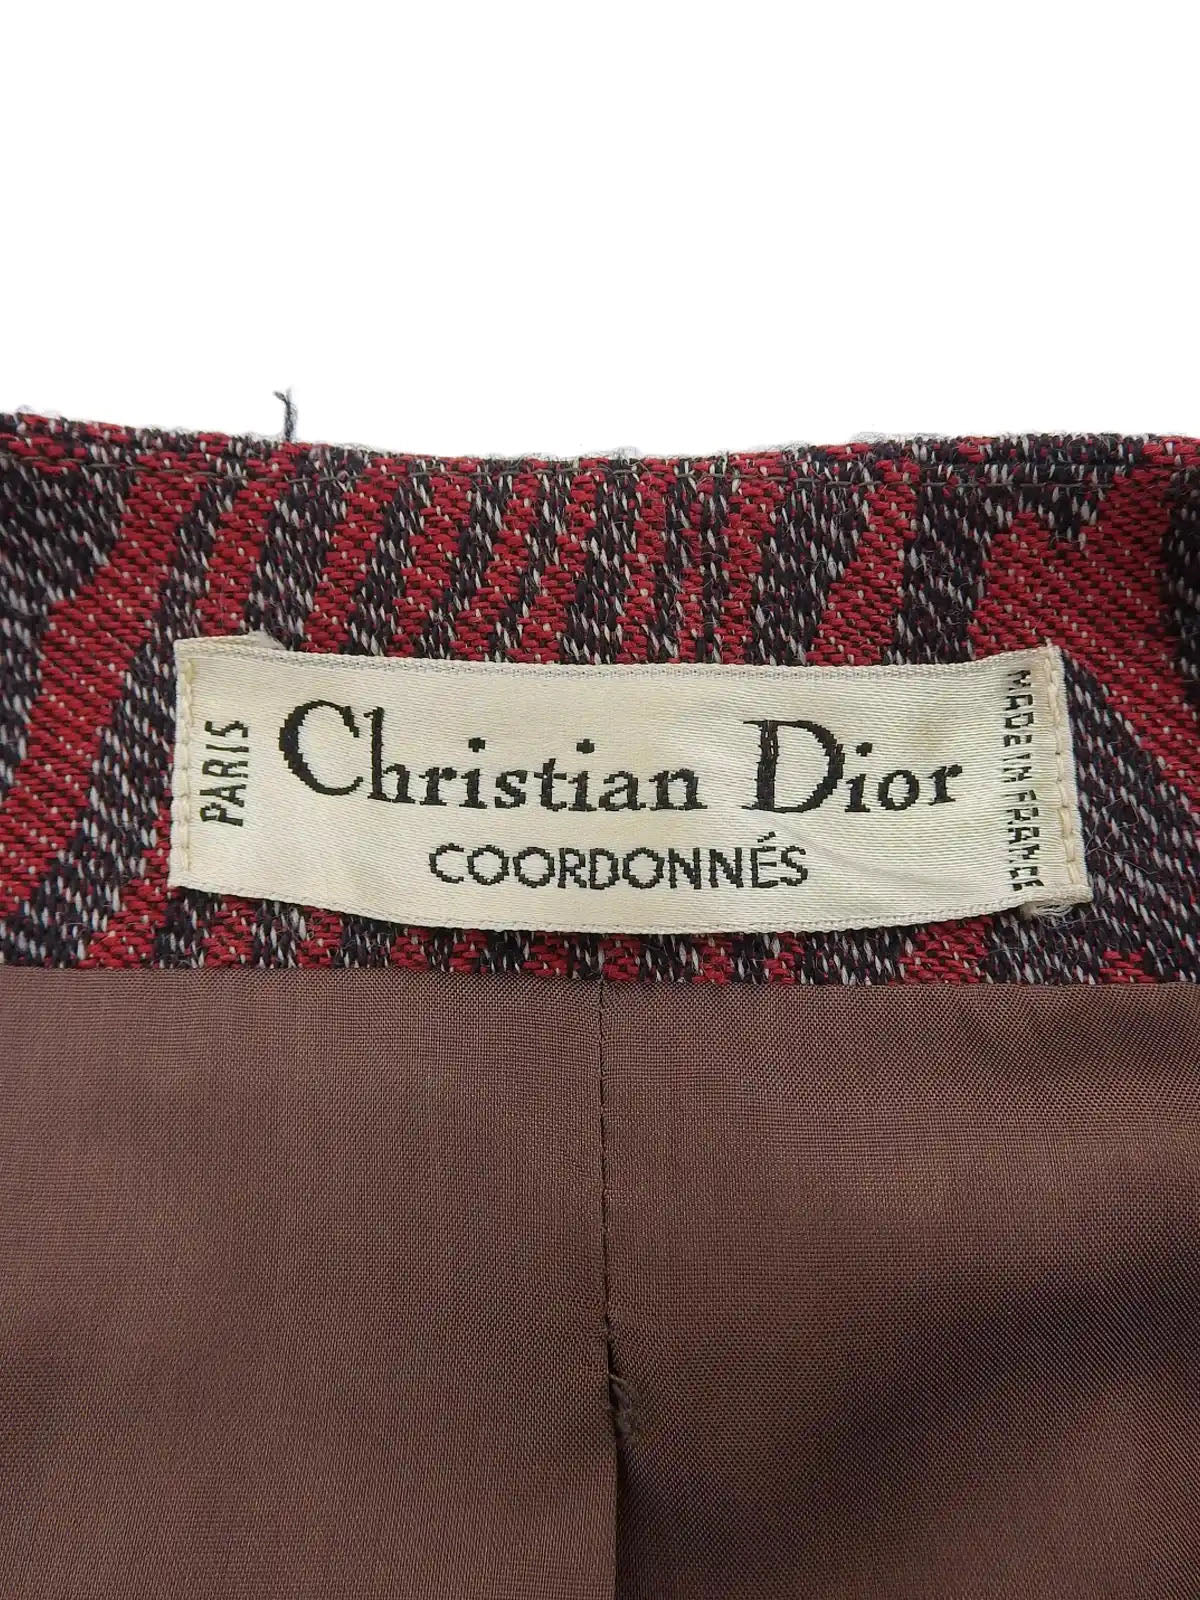 PARIS
Christian Dior
COORDONNÉS
MADE IN FRANCE